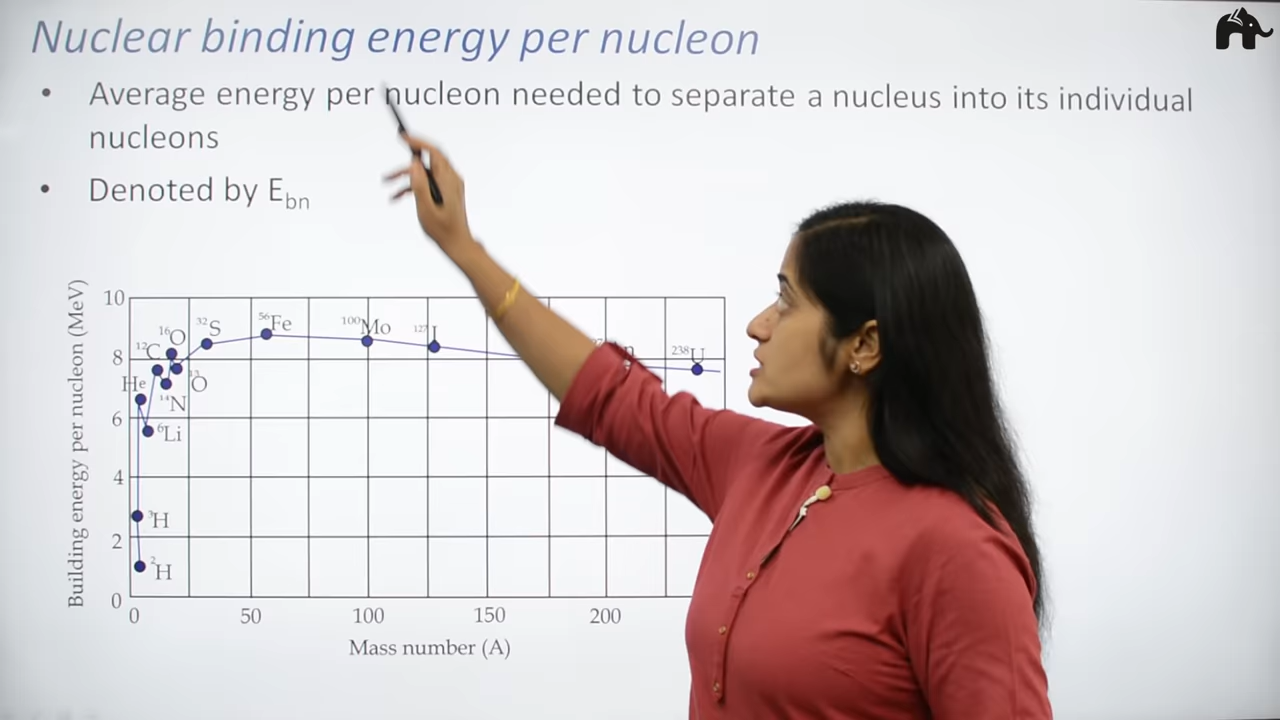 Nuclear binding energy per nucleon
• Average energy per nucleon needed to separate a nucleus into its individual
nucleons
• Denoted by E_bn
Building energy per nucleon (MeV)
10
8
6
4
2
0
¹⁶O
³²S
⁵⁶Fe
¹⁰⁰Mo
¹²⁷I
²³⁸U
¹²C
He
¹⁴N
⁶Li
³H
²H
0 50 100 150 200
Mass number (A)